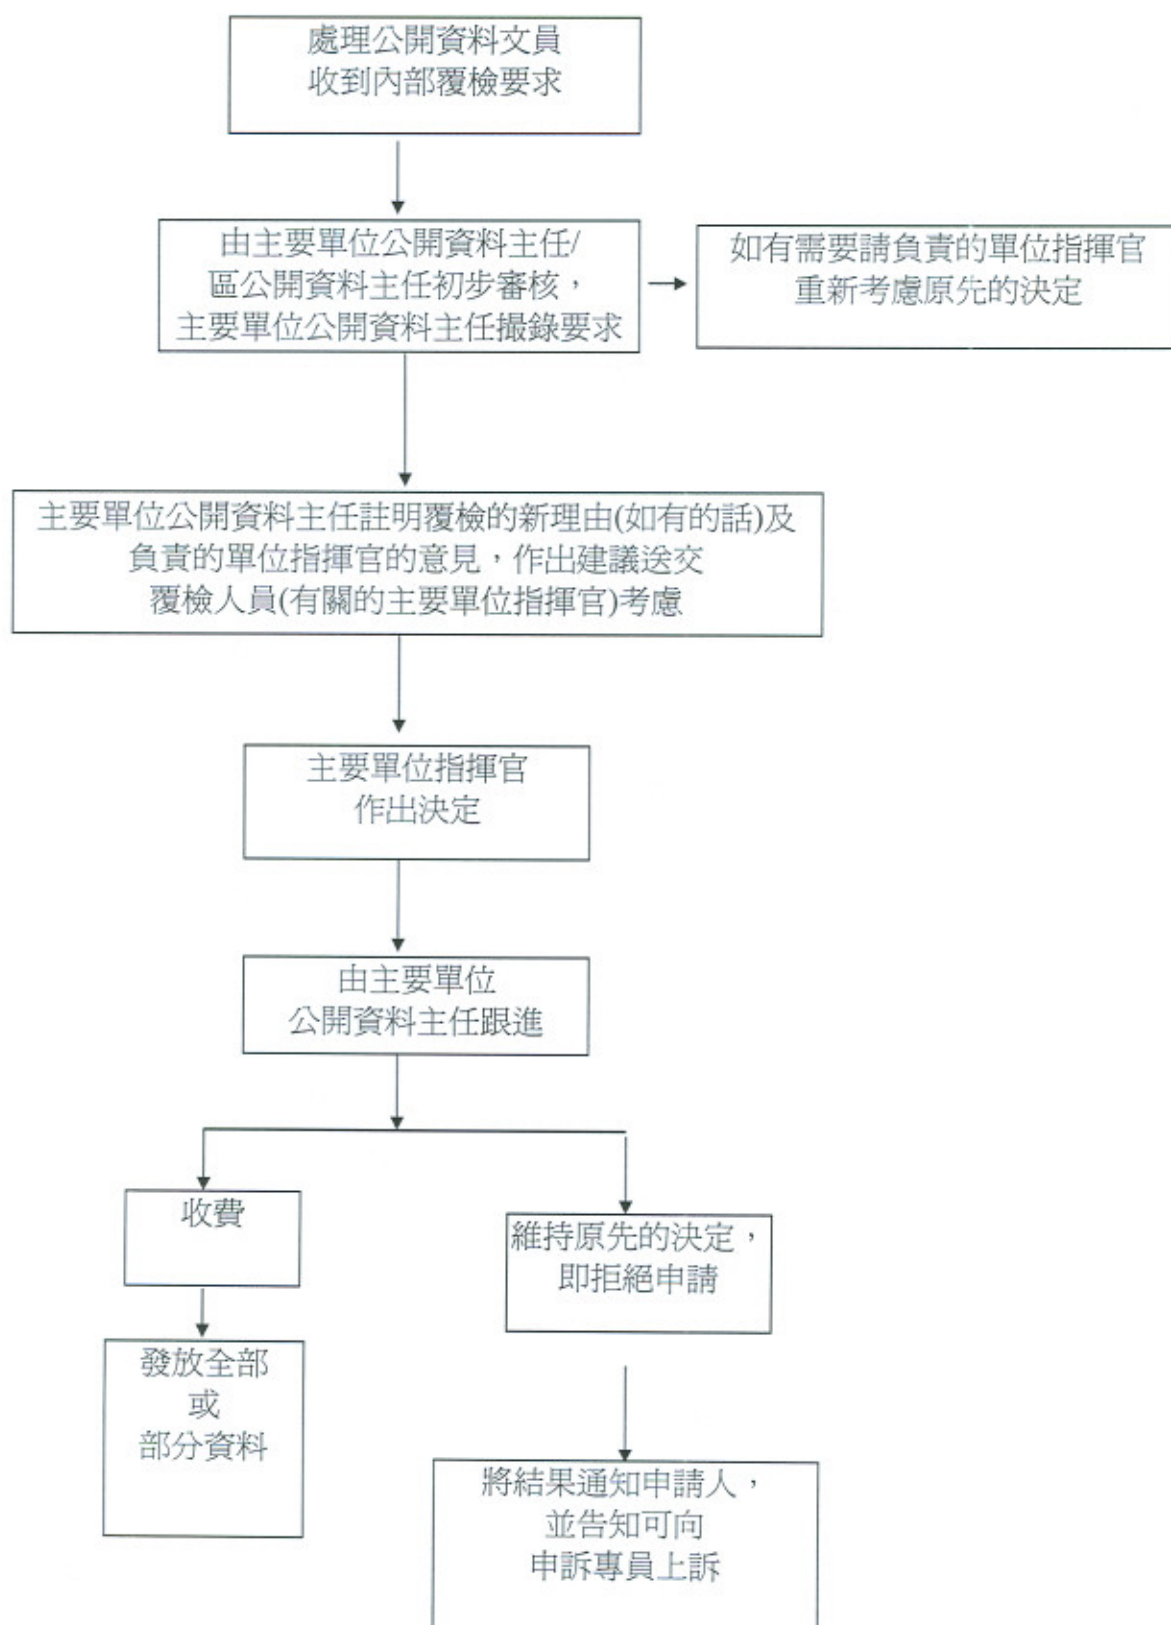 處理公開資料文員
收到內部覆檢要求
由主要單位公開資料主任/
區公開資料主任初步審核，
主要單位公開資料主任撮錄要求
如有需要請負責的單位指揮官
重新考慮原先的決定
主要單位公開資料主任註明覆檢的新理由(如有的話)及
負責的單位指揮官的意見，作出建議送交
覆檢人員(有關的主要單位指揮官)考慮
主要單位指揮官
作出決定
由主要單位
公開資料主任跟進
收費
維持原先的決定，
即拒絕申請
發放全部
或
部分資料
將結果通知申請人，
並告知可向
申訴專員上訴